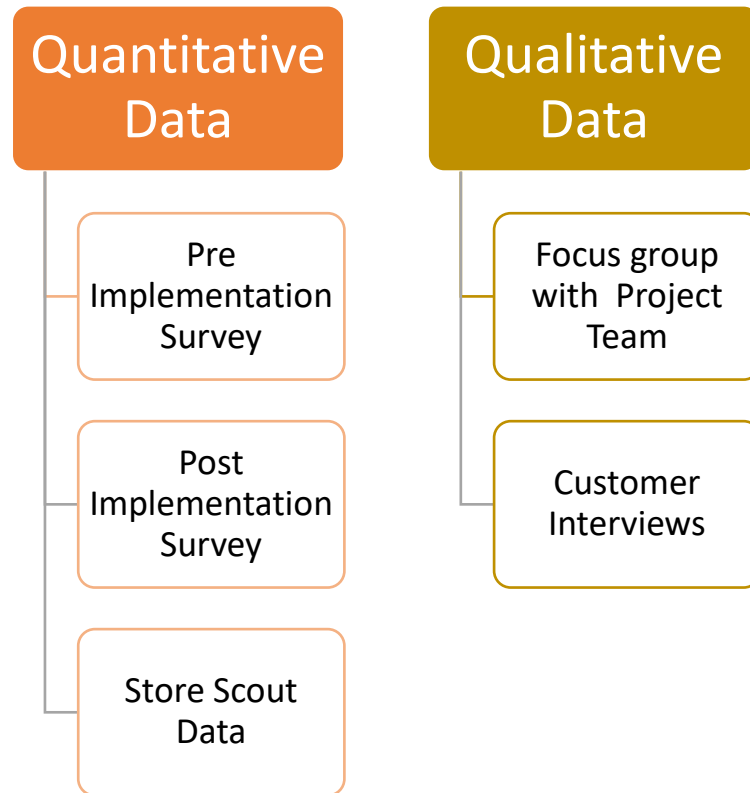 Quantitative
Data
Pre
Implementation
Survey
Post
Implementation
Survey
Store Scout
Data
Qualitative
Data
Focus group
with Project
Team
Customer
Interviews